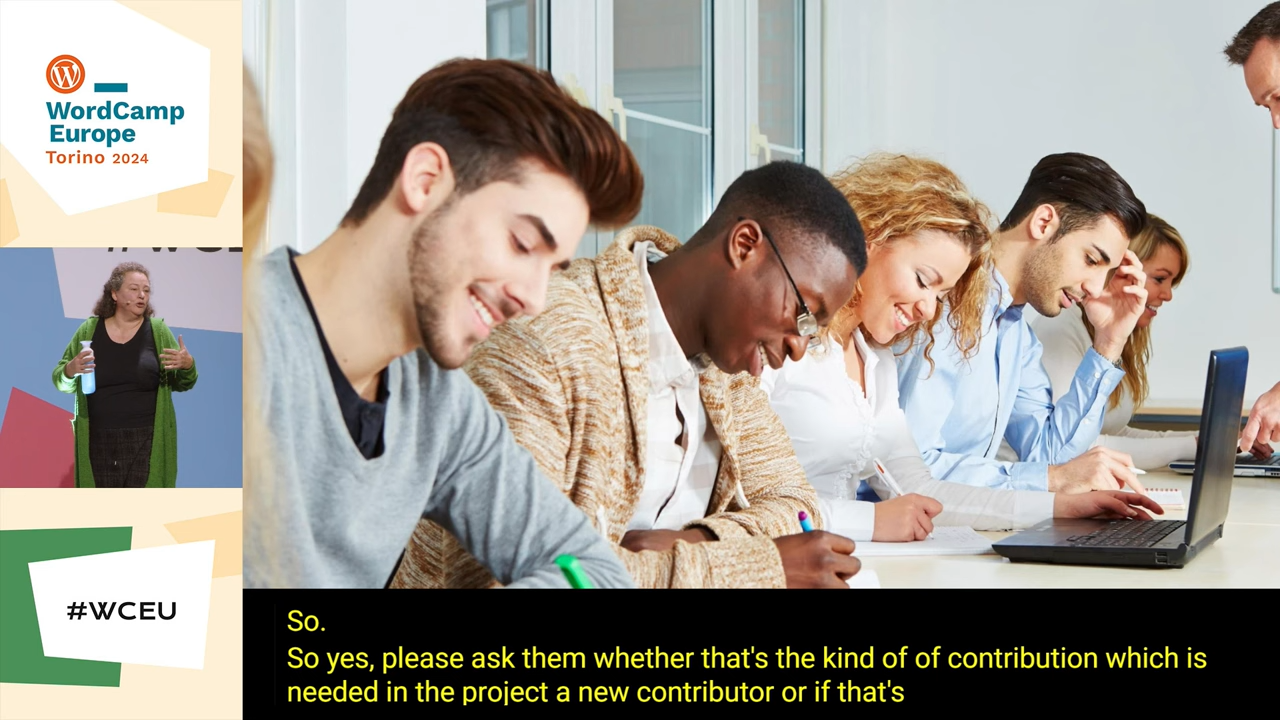 WordCamp
Europe
Torino 2024
#WCEU
So.
So yes, please ask them whether that's the kind of of contribution which is
needed in the project a new contributor or if that's